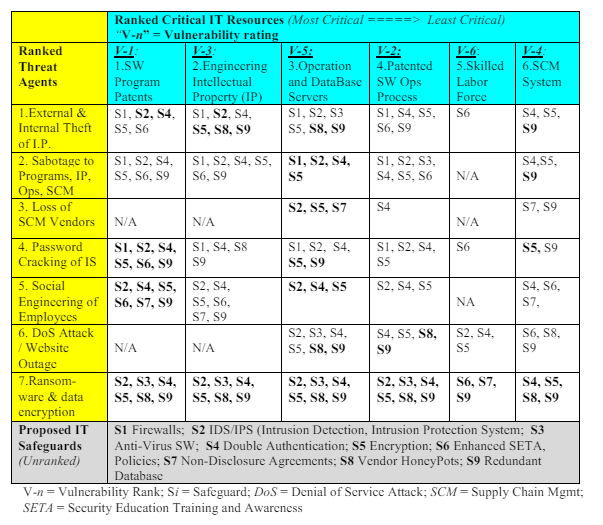 Ranked Critical IT Resources (Most Critical =====> Least Critical)
"V-n" = Vulnerability rating
Ranked Threat Agents
V-1: 1.SW Program Patents
V-3: 2.Engineering Intellectual Property (IP)
V-5: 3.Operation and DataBase Servers
V-2: 4.Patented SW Ops Process
V-6: 5.Skilled Labor Force
V-4: 6.SCM System
1.External & Internal Theft of I.P.
S1, S2, S4, S5, S6
S1, S2, S4, S5, S8, S9
S1, S2, S3 S5, S8, S9
S1, S4, S5, S6, S9
S6
S4, S5, S9
2. Sabotage to Programs, IP, Ops, SCM
S1, S2, S4, S5, S6, S9
S1, S2, S4, S5, S6, S9
S1, S2, S4, S5
S1, S2, S3, S4, S5, S6
N/A
S4,S5, S9
3. Loss of SCM Vendors
N/A
N/A
S2, S5, S7
S4
N/A
S7, S9
4. Password Cracking of IS
S1, S2, S4, S5, S6, S9
S1, S4, S8 S9
S1, S2, S4, S5, S9
S1, S2, S4, S5
S6
S5, S9
5. Social Engineering of Employees
S2, S4, S5, S6, S7, S9
S2, S4, S5, S6, S7, S9
S2, S4, S5
S2, S4, S5
NA
S4, S6, S7,
6. DoS Attack / Website Outage
N/A
N/A
S2, S3, S4, S5, S8, S9
S4, S5, S8, S9
S2, S4, S5
S6, S8, S9
7.Ransom-ware & data encryption
S2, S3, S4, S5, S8, S9
S2, S3, S4, S5, S8, S9
S2, S3, S4, S5, S8, S9
S2, S3, S4, S5, S8, S9
S6, S7, S9
S4, S5, S8, S9
Proposed IT Safeguards (Unranked)
S1 Firewalls; S2 IDS/IPS (Intrusion Detection, Intrusion Protection System; S3
Anti-Virus SW; S4 Double Authentication; S5 Encryption; S6 Enhanced SETA,
Policies; S7 Non-Disclosure Agreements; S8 Vendor HoneyPots; S9 Redundant
Database
V-n = Vulnerability Rank; Si = Safeguard; DoS = Denial of Service Attack; SCM = Supply Chain Mgmt;
SETA = Security Education Training and Awareness